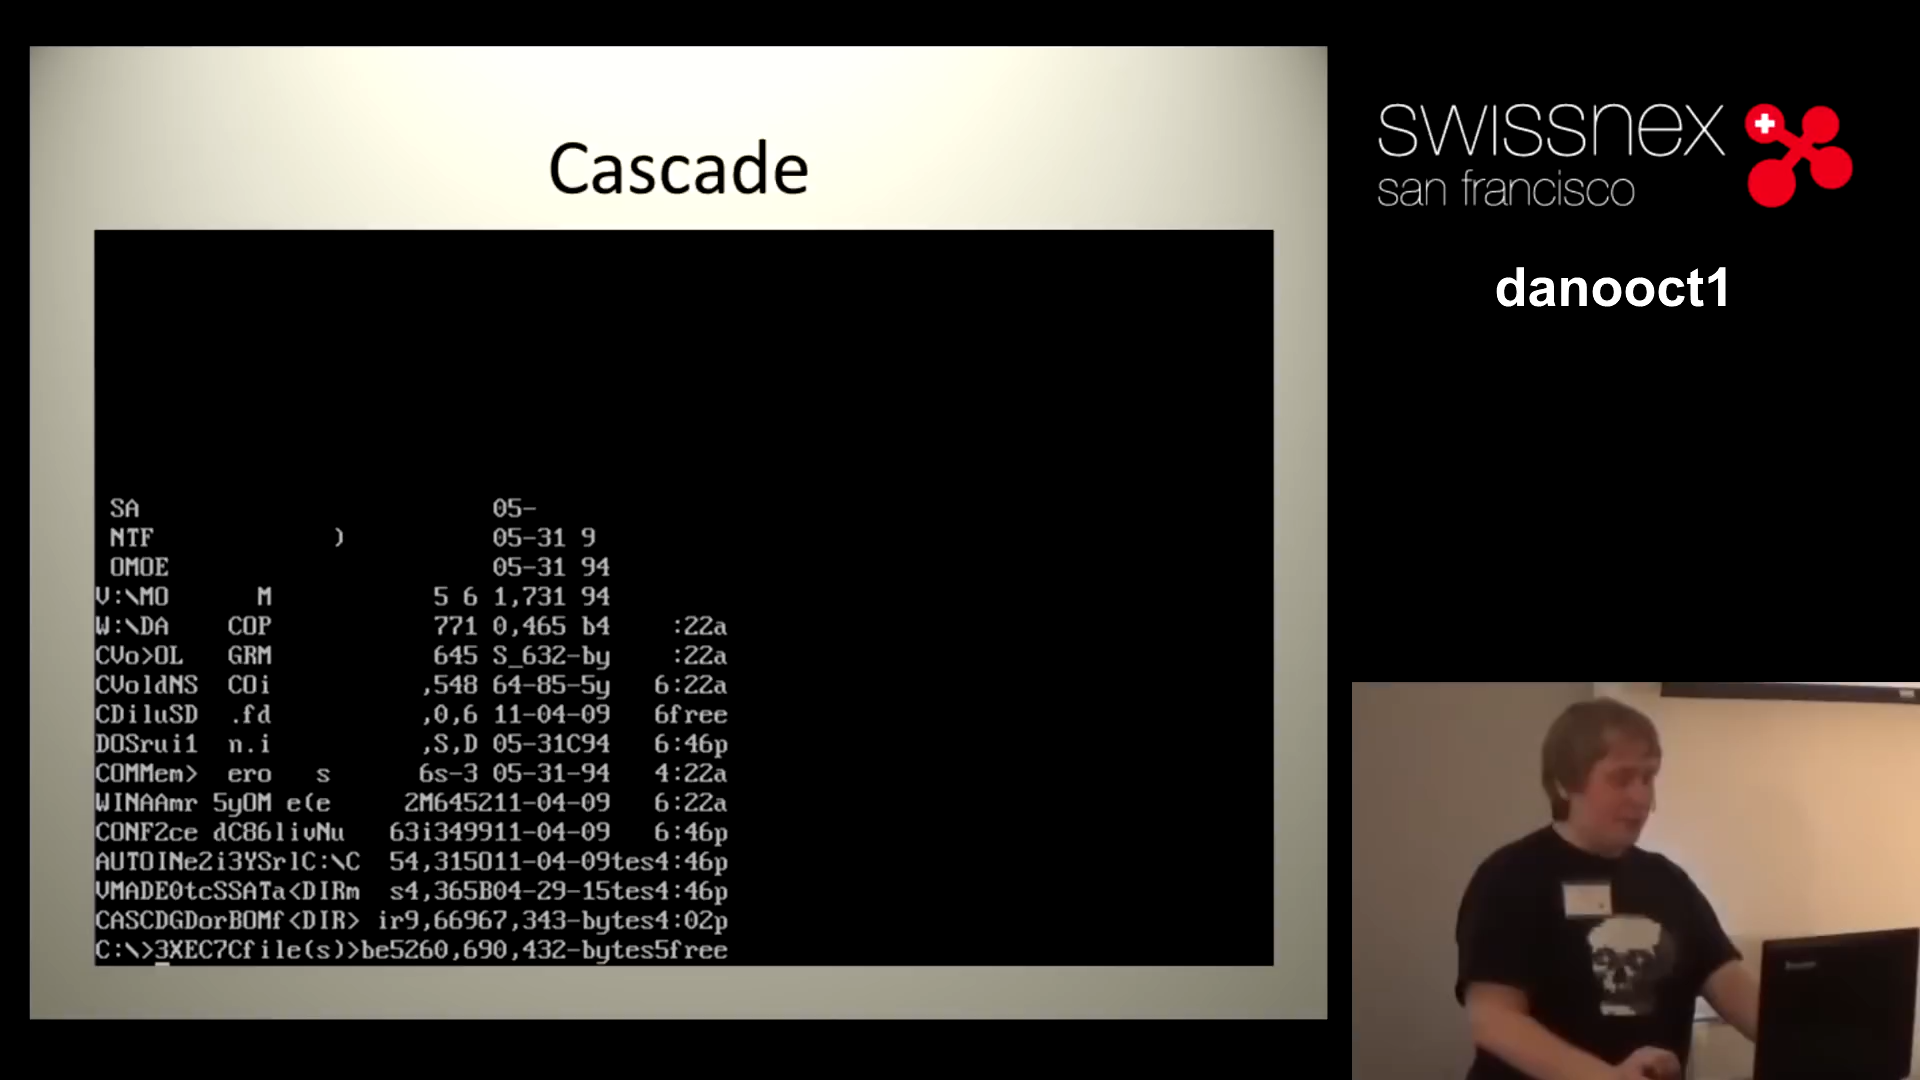 Cascade
SA 05-
NTF ) 05-31 9
OMOE 05-31 94
V:\MO M 5 6 1,731 94
W:\DA COP 771 0,465 b4 :22a
CVo>OL GRM 645 S_632-by :22a
CVoldNS COi ,548 64-85-5y 6:22a
CDiluSD .fd ,0,6 11-04-09 6free
DOSrui1 n.i ,S,D 05-31C94 6:46p
COMMem> ero s 6s-3 05-31-94 4:22a
WINAAmr 5yOM e(e 2M645211-04-09 6:22a
CONF2ce dC86livNu 63i349911-04-09 6:46p
AUTOINe2i3YSrlC:\C 54,315011-04-09tes4:46p
VMADE0tcSSATa<DIRm s4,365B04-29-15tes4:46p
CASCDGDorBOMf<DIR> ir9,66967,343-bytes4:02p
C:\>3XEC7Cfile(s)>be5260,690,432-bytes5free
swissnex
san francisco
danooct1